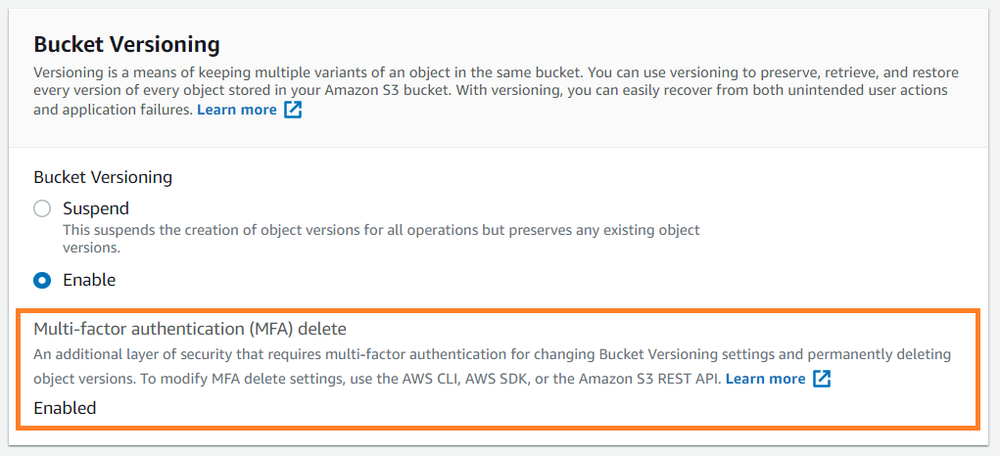 Bucket Versioning
Versioning is a means of keeping multiple variants of an object in the same bucket. You can use versioning to preserve, retrieve, and restore
every version of every object stored in your Amazon S3 bucket. With versioning, you can easily recover from both unintended user actions
and application failures. Learn more
Bucket Versioning
Suspend
This suspends the creation of object versions for all operations but preserves any existing object
versions.
Enable
Multi-factor authentication (MFA) delete
An additional layer of security that requires multi-factor authentication for changing Bucket Versioning settings and permanently deleting
object versions. To modify MFA delete settings, use the AWS CLI, AWS SDK, or the Amazon S3 REST API. Learn more
Enabled